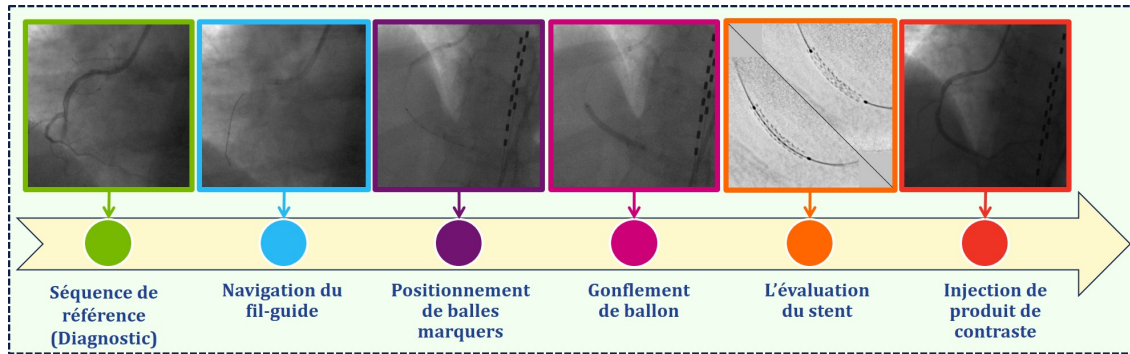 Séquence de
référence
(Diagnostic)
Navigation du
fil-guide
Positionnement
de balles
marquers
Gonflement
de ballon
L'évaluation
du stent
Injection de
produit de
contraste